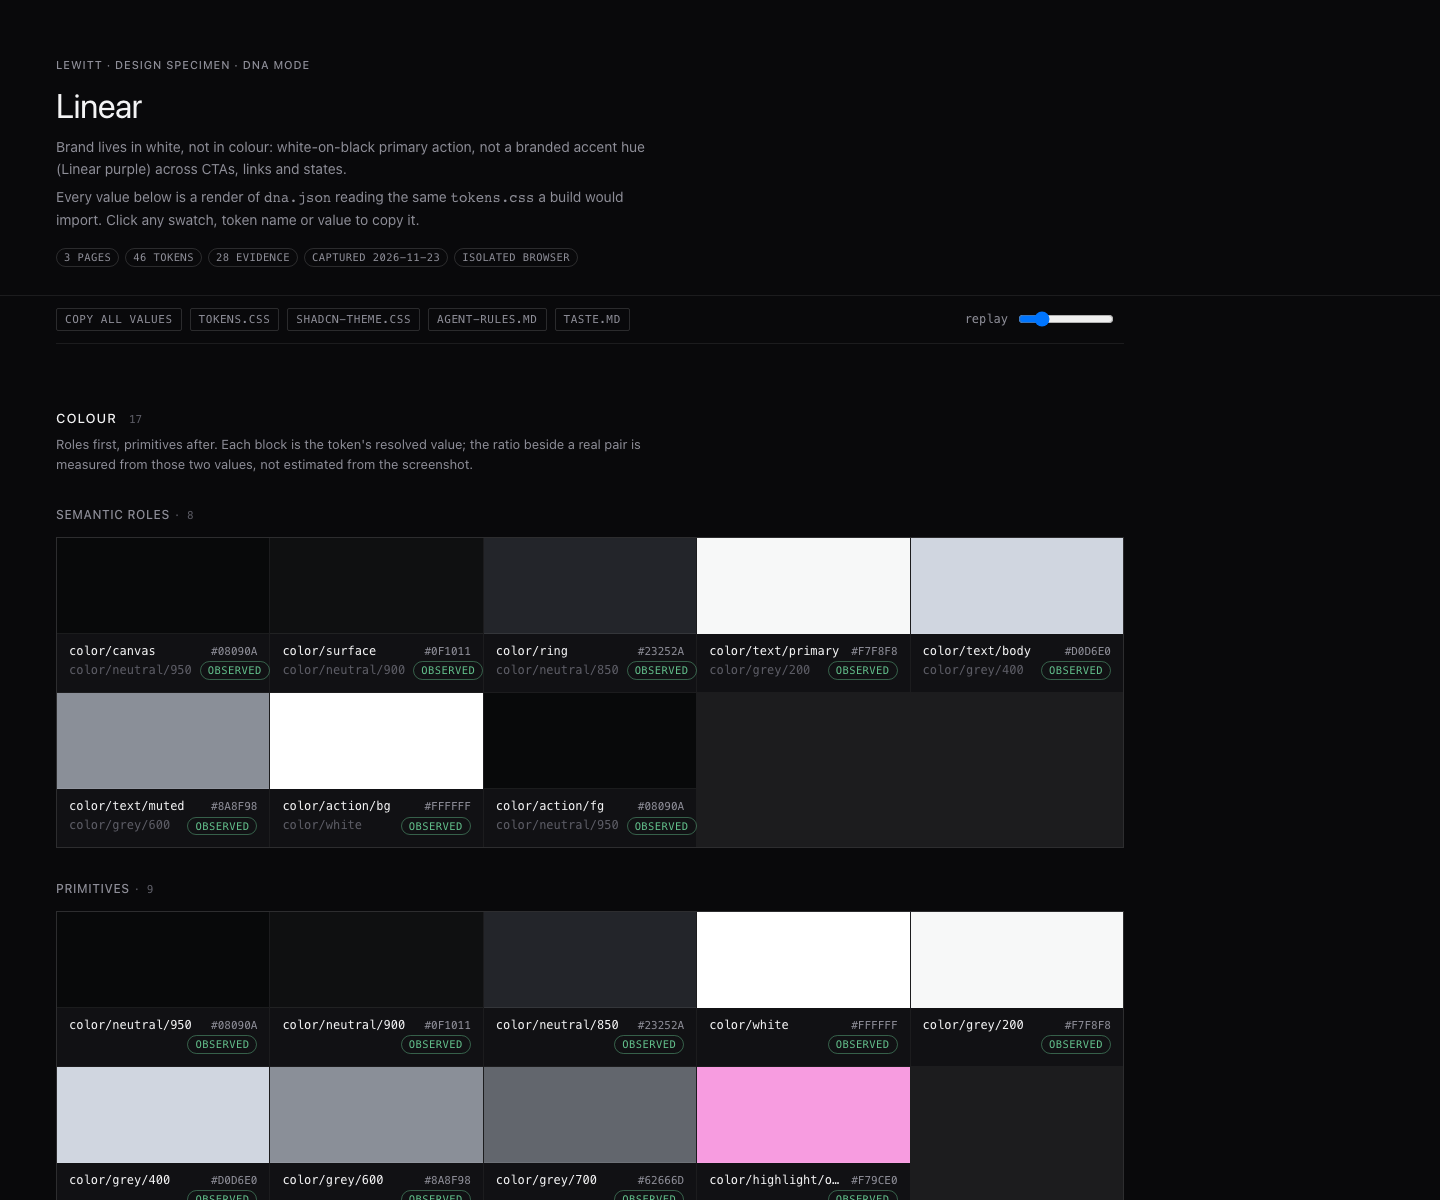 LEWITT · DESIGN SPECIMEN · DNA MODE
Linear
Brand lives in white, not in colour: white-on-black primary action, not a branded accent hue
(Linear purple) across CTAs, links and states.
Every value below is a render of dna.json reading the same tokens.css a build would
import. Click any swatch, token name or value to copy it.
3 PAGES 46 TOKENS 28 EVIDENCE CAPTURED 2026-11-23 ISOLATED BROWSER
COPY ALL VALUES TOKENS.CSS SHADCN-THEME.CSS AGENT-RULES.MD TASTE.MD replay
COLOUR 17
Roles first, primitives after. Each block is the token's resolved value; the ratio beside a real pair is
measured from those two values, not estimated from the screenshot.
SEMANTIC ROLES · 8
color/canvas #08090A color/surface #0F1011 color/ring #23252A color/text/primary #F7F8F8 color/text/body #D0D6E0
color/neutral/950 OBSERVED color/neutral/900 OBSERVED color/neutral/850 OBSERVED color/grey/200 OBSERVED color/grey/400 OBSERVED
color/text/muted #8A8F98 color/action/bg #FFFFFF color/action/fg #08090A
color/grey/600 OBSERVED color/white OBSERVED color/neutral/950 OBSERVED
PRIMITIVES · 9
color/neutral/950 #08090A color/neutral/900 #0F1011 color/neutral/850 #23252A color/white #FFFFFF color/grey/200 #F7F8F8
OBSERVED OBSERVED OBSERVED OBSERVED OBSERVED
color/grey/400 #D0D6E0 color/grey/600 #8A8F98 color/grey/700 #62666D color/highlight/o… #F79CE0
OBSERVED OBSERVED OBSERVED OBSERVED